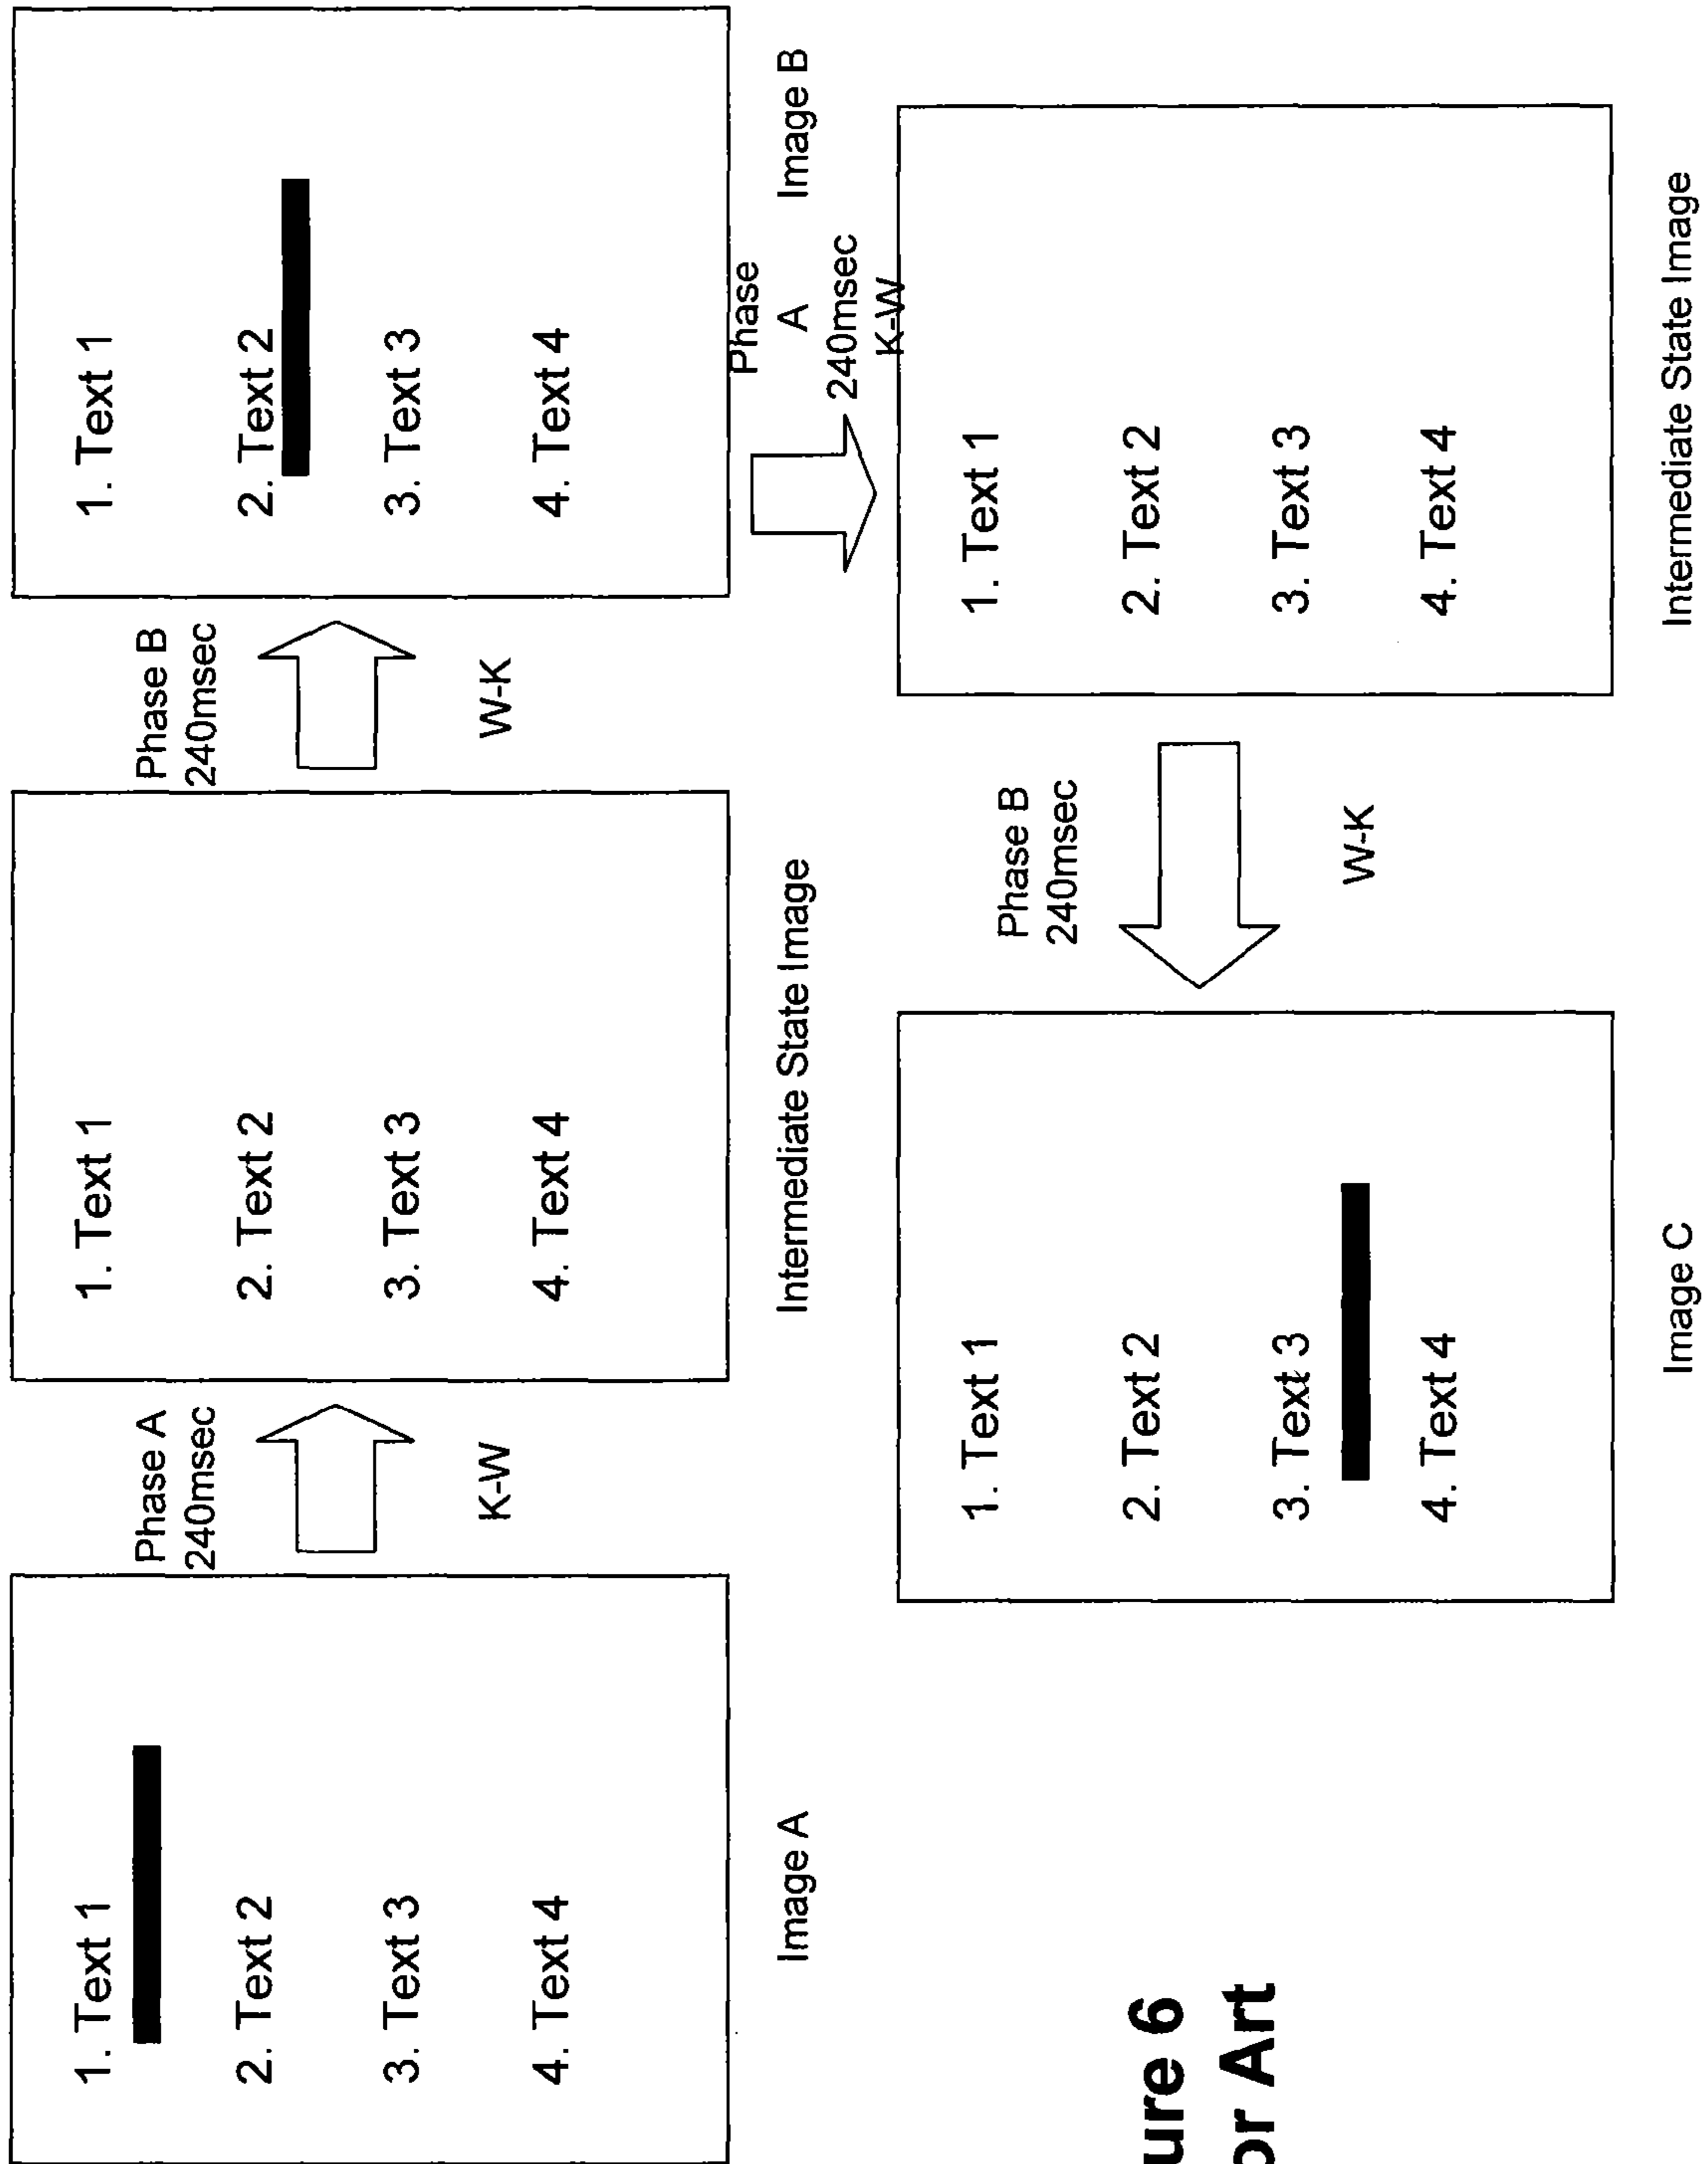 1. Text 1
2. Text 2
3. Text 3
4. Text 4
Image A
Phase A
240msec
K-W
1. Text 1
2. Text 2
3. Text 3
4. Text 4
Intermediate State Image
Phase B
240msec
W-K
1. Text 1
2. Text 2
3. Text 3
4. Text 4
Image B
Phase
A
240msec
K-W
1. Text 1
2. Text 2
3. Text 3
4. Text 4
Intermediate State Image
Phase B
240msec
W-K
1. Text 1
2. Text 2
3. Text 3
4. Text 4
Image C
ure 6
or Art